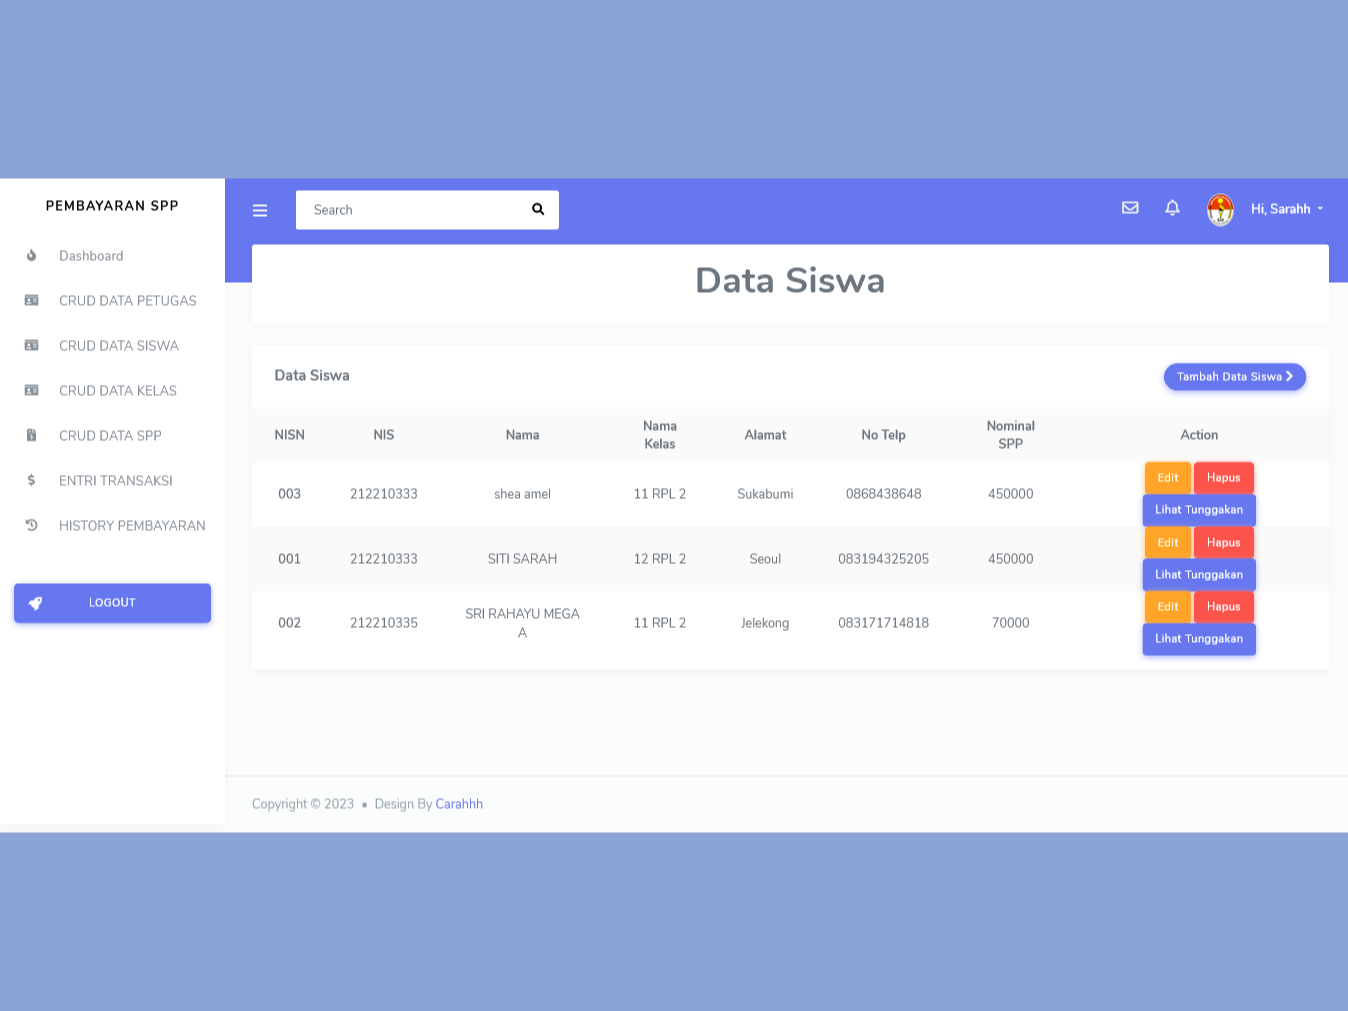 PEMBAYARAN SPP
Dashboard
CRUD DATA PETUGAS
CRUD DATA SISWA
CRUD DATA KELAS
CRUD DATA SPP
ENTRI TRANSAKSI
HISTORY PEMBAYARAN
LOGOUT
Search
Hi, Sarahh
Data Siswa
Data Siswa
Tambah Data Siswa
NISN NIS Nama Nama Kelas Alamat No Telp Nominal SPP Action
003 212210333 shea amel 11 RPL 2 Sukabumi 0868438648 450000 Edit Hapus
Lihat Tunggakan
001 212210333 SITI SARAH 12 RPL 2 Seoul 083194325205 450000 Edit Hapus
Lihat Tunggakan
002 212210335 SRI RAHAYU MEGA A 11 RPL 2 Jelekong 083171714818 70000 Edit Hapus
Lihat Tunggakan
Copyright © 2023 • Design By Carahhh